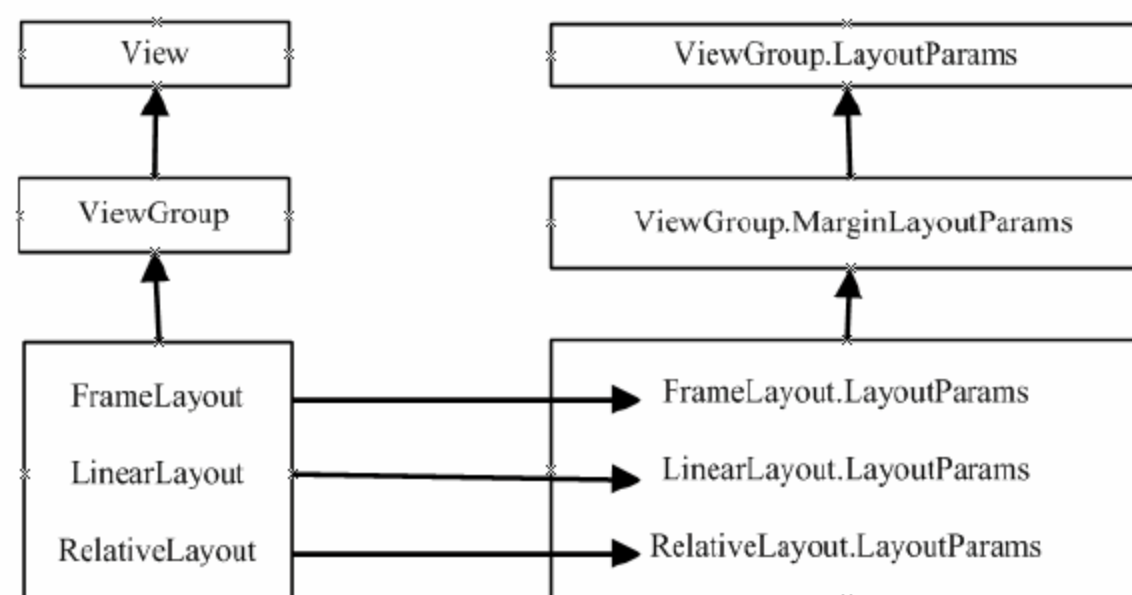 View
ViewGroup.LayoutParams
ViewGroup
ViewGroup.MarginLayoutParams
FrameLayout
FrameLayout.LayoutParams
LinearLayout
LinearLayout.LayoutParams
RelativeLayout
RelativeLayout.LayoutParams